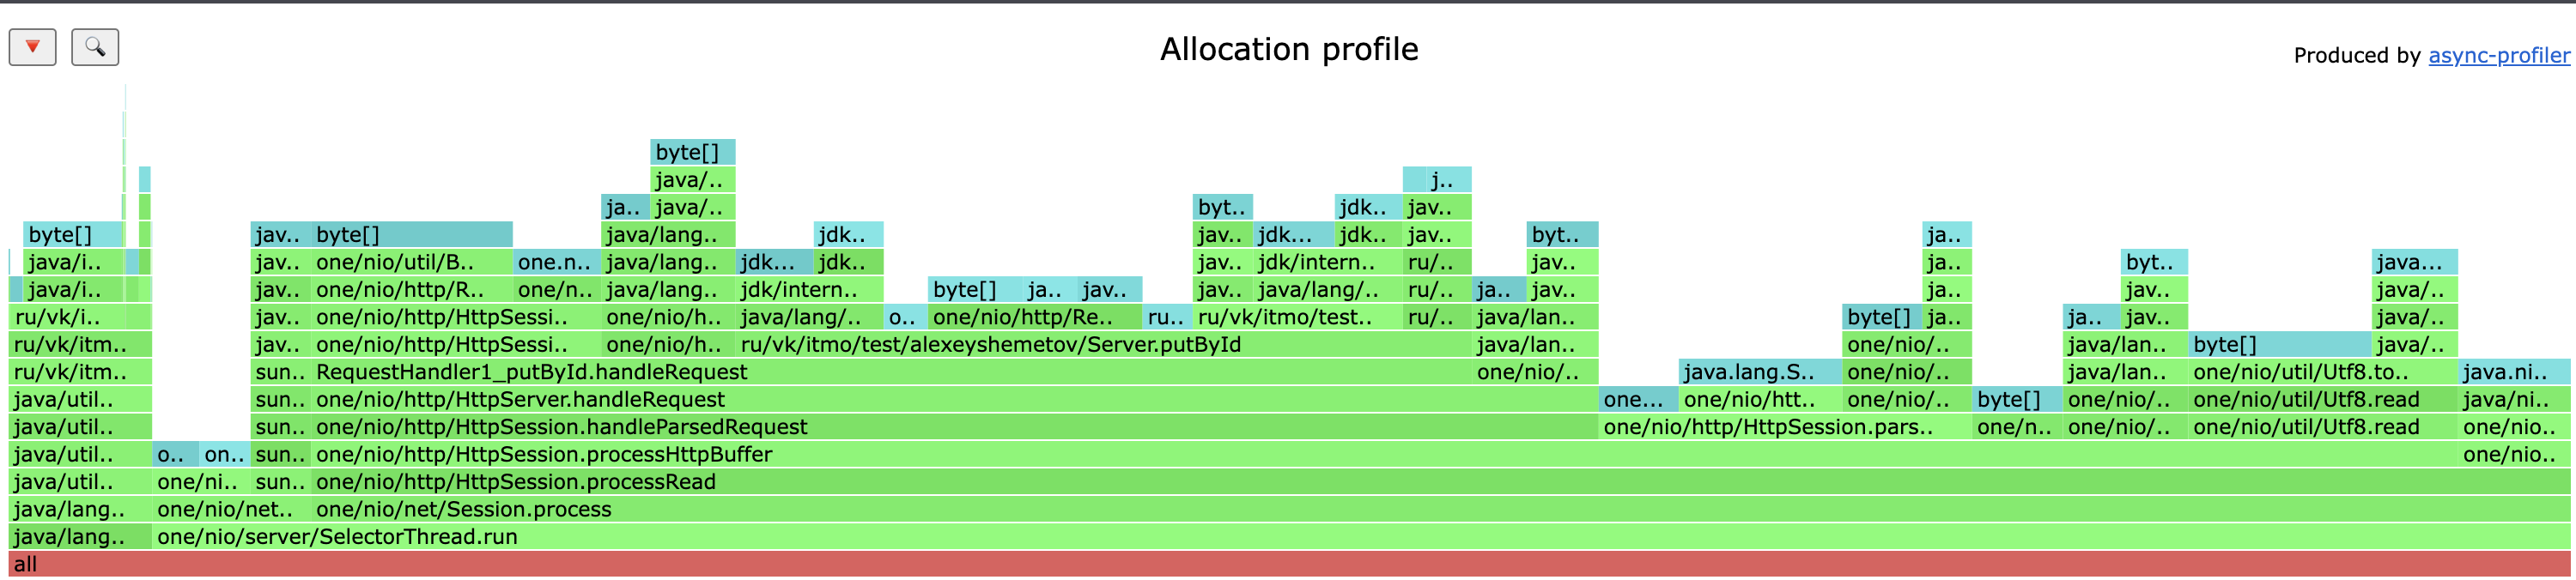 Allocation profile
Produced by async-profiler
byte[]
java/..
j..
ja.. java/.. byt.. jdk.. jav..
byte[] jav.. byte[] java/lang.. jdk.. jav.. jdk... jdk.. jav.. byt.. ja..
java/i.. jav.. one/nio/util/B.. one.n.. java/lang.. jdk... jdk.. jav.. jdk/intern.. ru/.. jav.. ja.. byt.. java...
java/i.. jav.. one/nio/http/R.. one/n.. java/lang.. jdk/intern.. byte[] ja.. jav.. jav.. java/lang/.. ru/.. ja.. jav.. ja.. jav.. java/..
ru/vk/i.. jav.. one/nio/http/HttpSessi.. one/nio/h.. java/lang/.. o.. one/nio/http/Re.. ru.. ru/vk/itmo/test.. ru/.. java/lan.. byte[] ja.. ja.. jav.. java/..
ru/vk/itm.. jav.. one/nio/http/HttpSessi.. one/nio/h.. ru/vk/itmo/test/alexeyshemetov/Server.putById java/lan.. one/nio/.. java/lan.. byte[] java/..
ru/vk/itm.. sun.. RequestHandler1_putById.handleRequest one/nio/.. java.lang.S.. one/nio/.. java/lan.. one/nio/util/Utf8.to.. java.ni..
java/util.. sun.. one/nio/http/HttpServer.handleRequest one... one/nio/htt.. one/nio/.. byte[] one/nio/.. one/nio/util/Utf8.read java/ni..
java/util.. sun.. one/nio/http/HttpSession.handleParsedRequest one/nio/http/HttpSession.pars.. one/n.. one/nio/.. one/nio/util/Utf8.read one/nio..
java/util.. o.. on.. sun.. one/nio/http/HttpSession.processHttpBuffer one/nio..
java/util.. one/ni.. sun.. one/nio/http/HttpSession.processRead
java/lang.. one/nio/net.. one/nio/net/Session.process
java/lang.. one/nio/server/SelectorThread.run
all